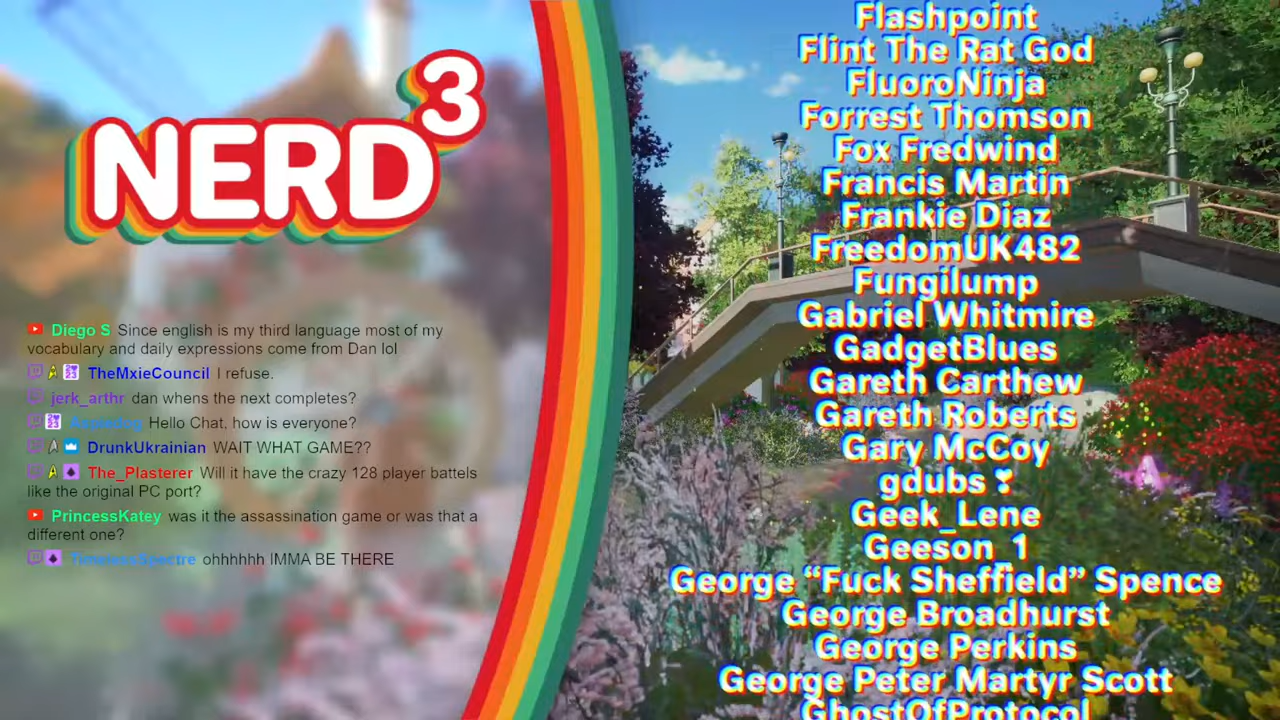 NERD³
Diego S Since english is my third language most of my
vocabulary and daily expressions come from Dan lol
TheMxieCouncil I refuse.
jerk_arthr dan whens the next completes?
Hello Chat, how is everyone?
DrunkUkrainian WAIT WHAT GAME??
The_Plasterer Will it have the crazy 128 player battels
like the original PC port?
PrincessKatey was it the assassination game or was that a
different one?
TimelessSpectre ohhhhhh IMMA BE THERE
Flashpoint
Flint The Rat God
FluoroNinja
Forrest Thomson
Fox Fredwind
Francis Martin
Frankie Diaz
FreedomUK482
Fungilump
Gabriel Whitmire
GadgetBlues
Gareth Carthew
Gareth Roberts
Gary McCoy
gdubs ❣
Geek_Lene
Geeson_1
George “Fuck Sheffield” Spence
George Broadhurst
George Perkins
George Peter Martyr Scott
GhostOfProtocol